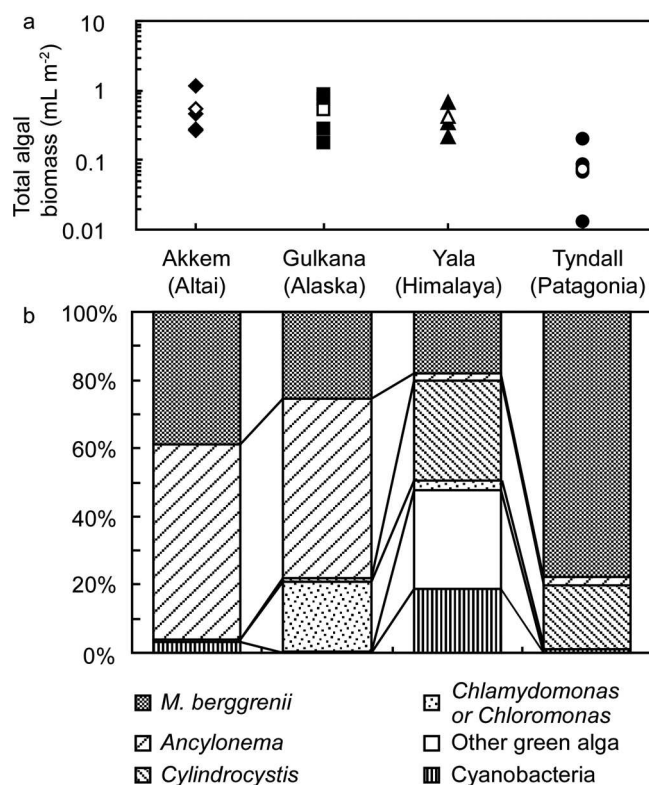 a
10
1
0.1
0.01
Total algal
biomass (mL m⁻²)
Akkem
(Altai)
Gulkana
(Alaska)
Yala
(Himalaya)
Tyndall
(Patagonia)
b
100%
80%
60%
40%
20%
0%
M. berggrenii
Ancylonema
Cylindrocystis
Chlamydomonas
or Chloromonas
Other green alga
Cyanobacteria